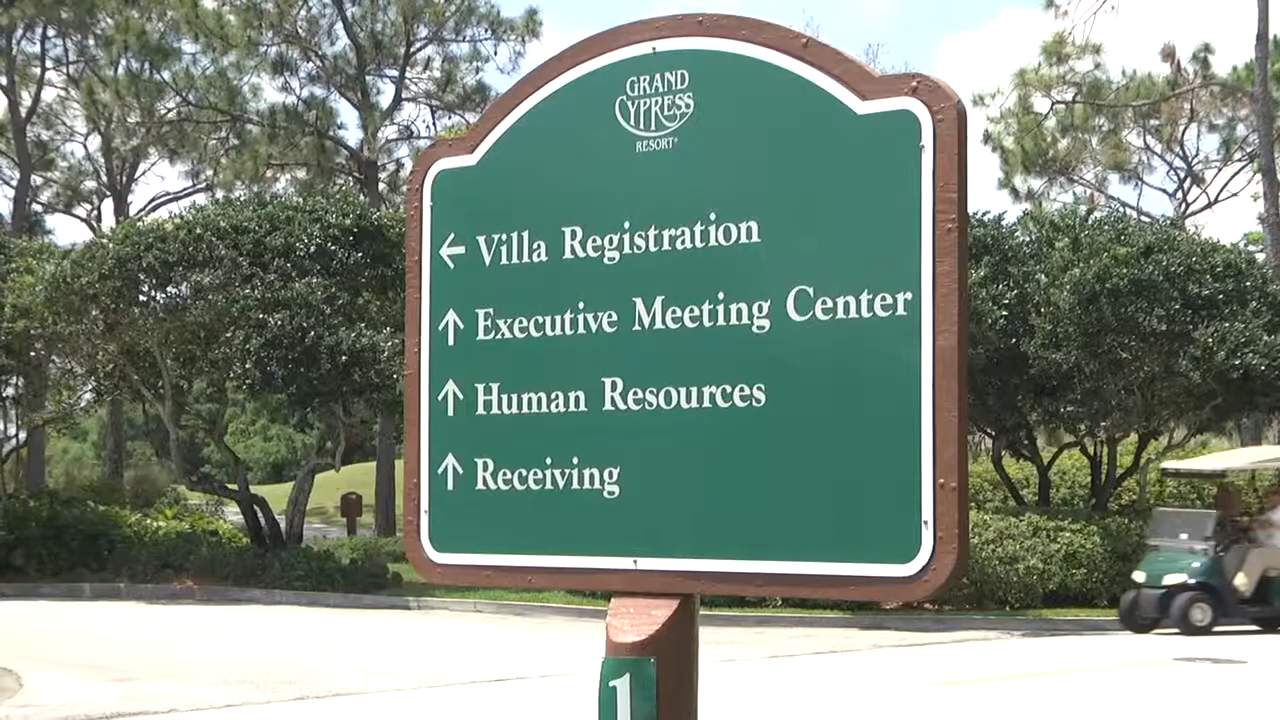 GRAND
CYPRESS
RESORT
← Villa Registration
↑ Executive Meeting Center
↑ Human Resources
↑ Receiving
1